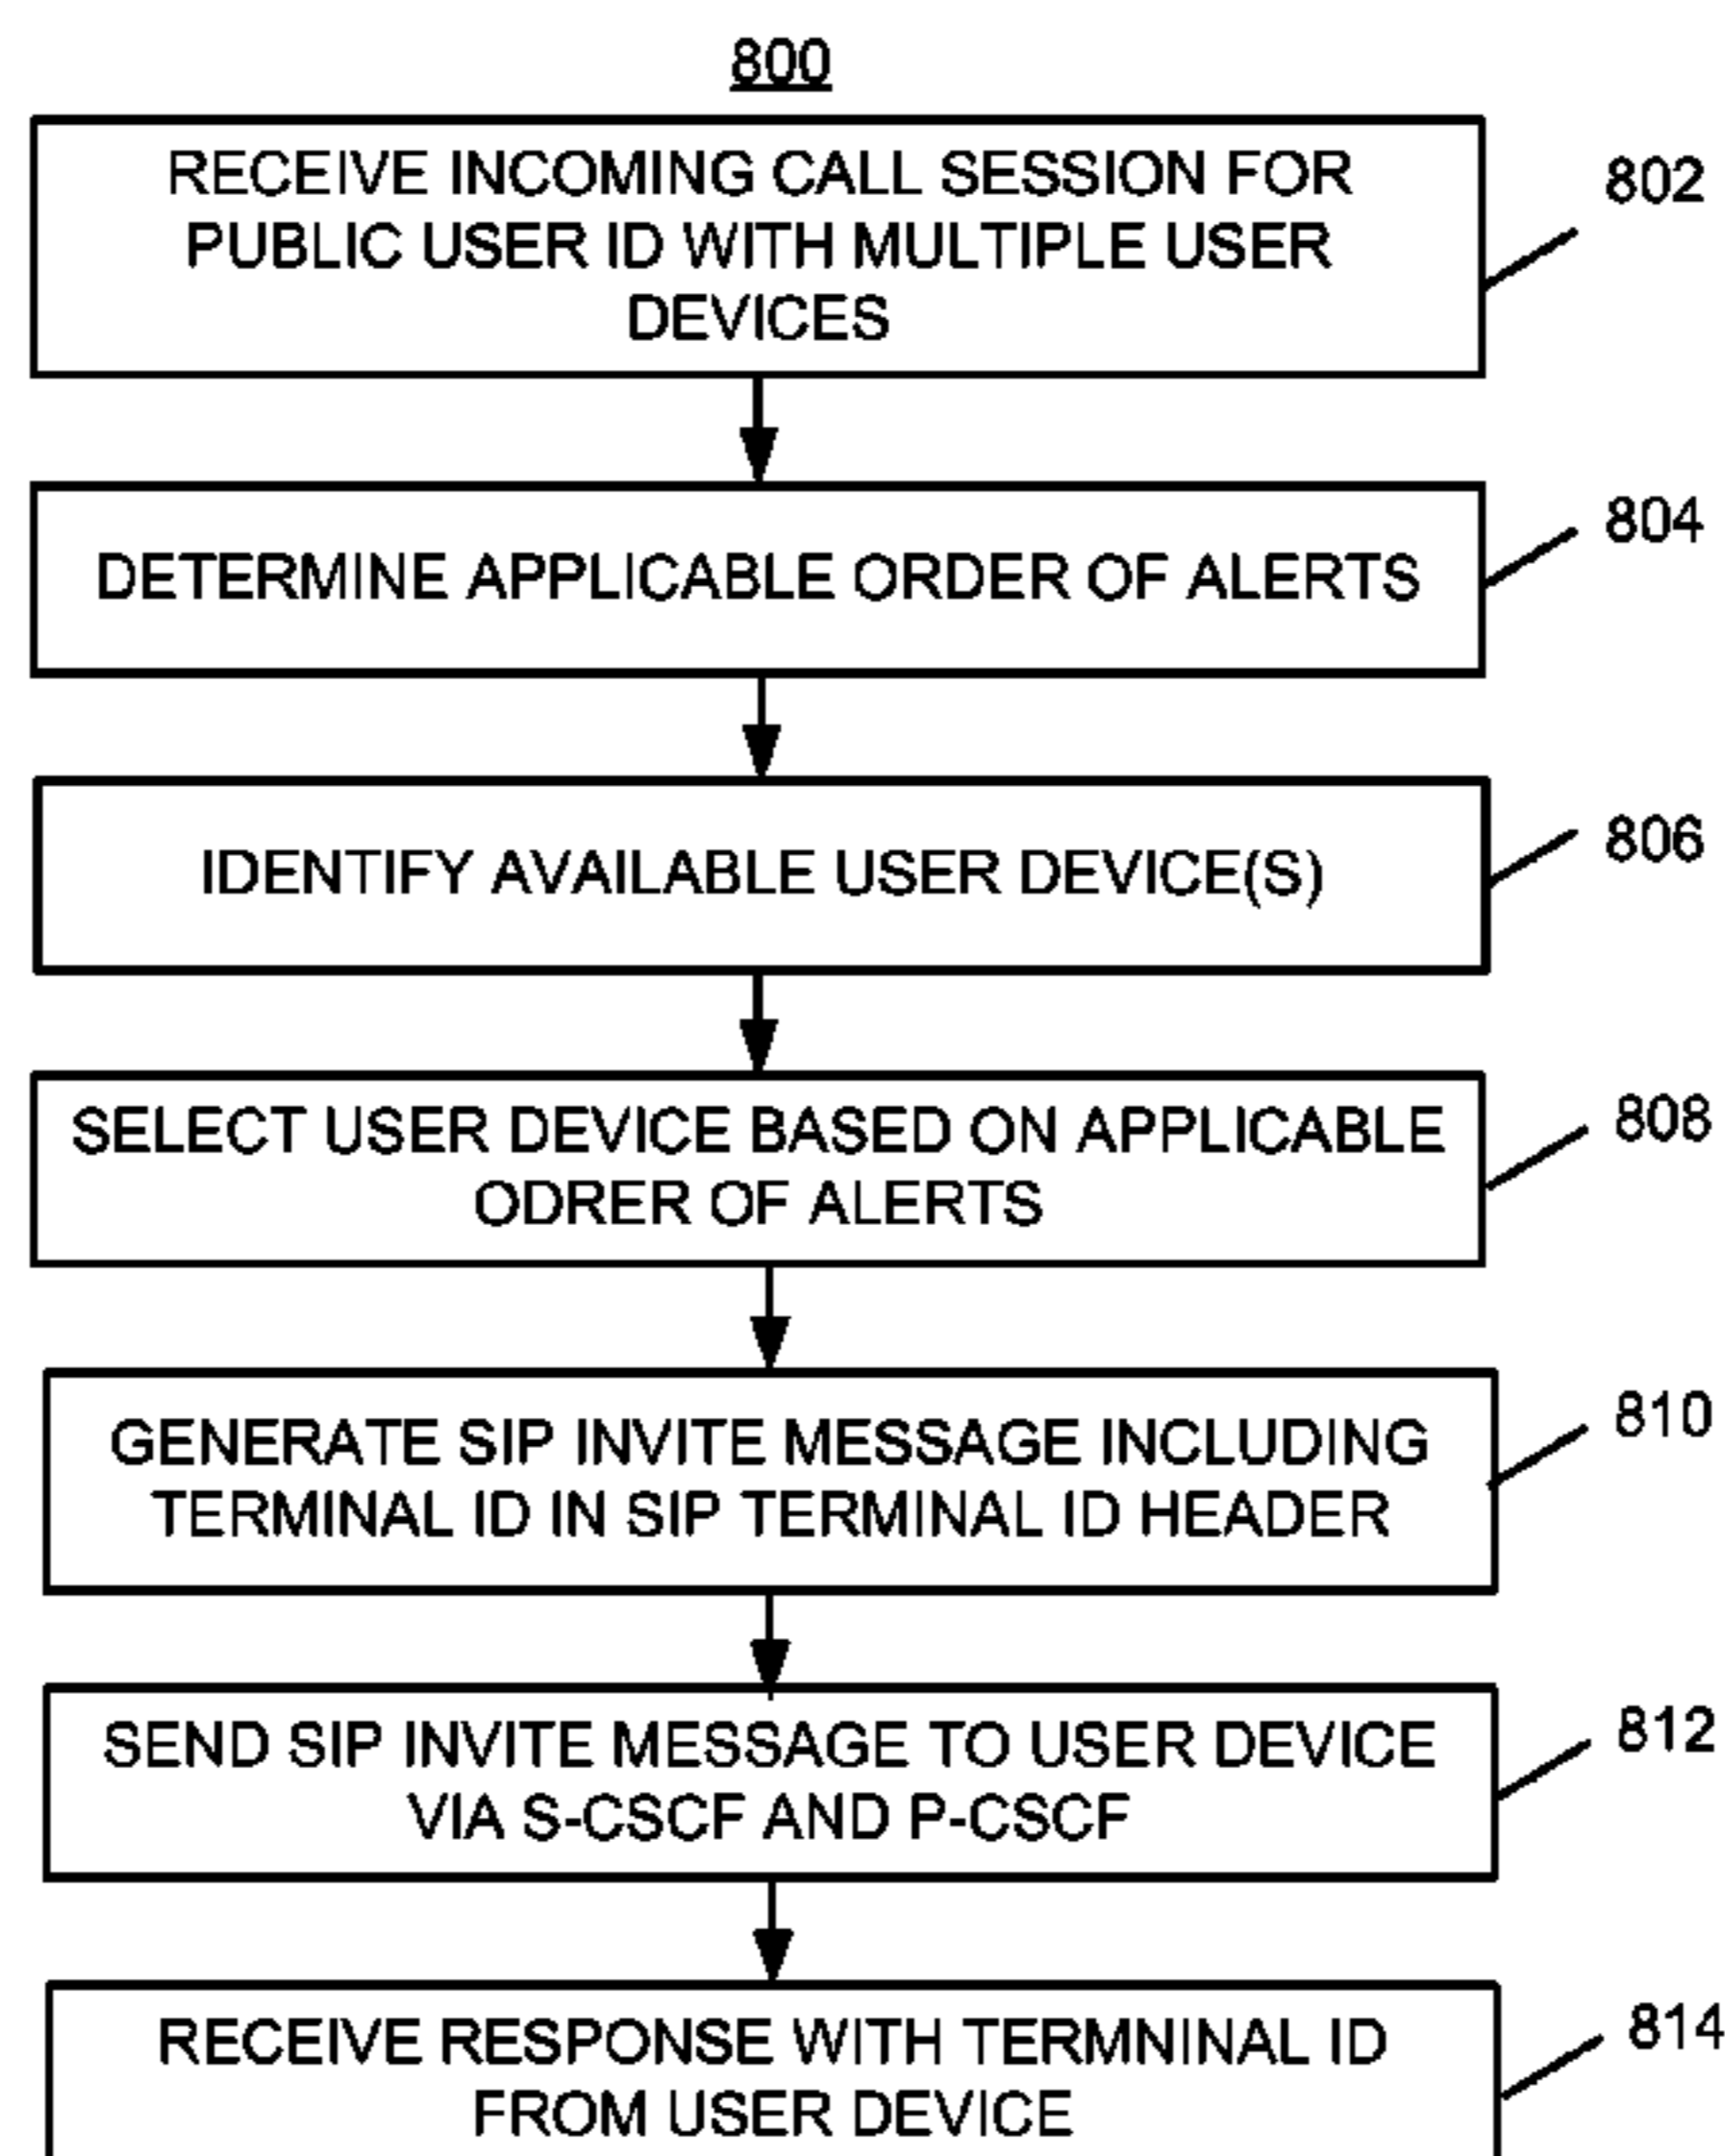 800
RECEIVE INCOMING CALL SESSION FOR
PUBLIC USER ID WITH MULTIPLE USER
DEVICES
802
DETERMINE APPLICABLE ORDER OF ALERTS
804
IDENTIFY AVAILABLE USER DEVICE(S)
806
SELECT USER DEVICE BASED ON APPLICABLE
ODRER OF ALERTS
808
GENERATE SIP INVITE MESSAGE INCLUDING
TERMINAL ID IN SIP TERMINAL ID HEADER
810
SEND SIP INVITE MESSAGE TO USER DEVICE
VIA S-CSCF AND P-CSCF
812
RECEIVE RESPONSE WITH TERMNINAL ID
FROM USER DEVICE
814